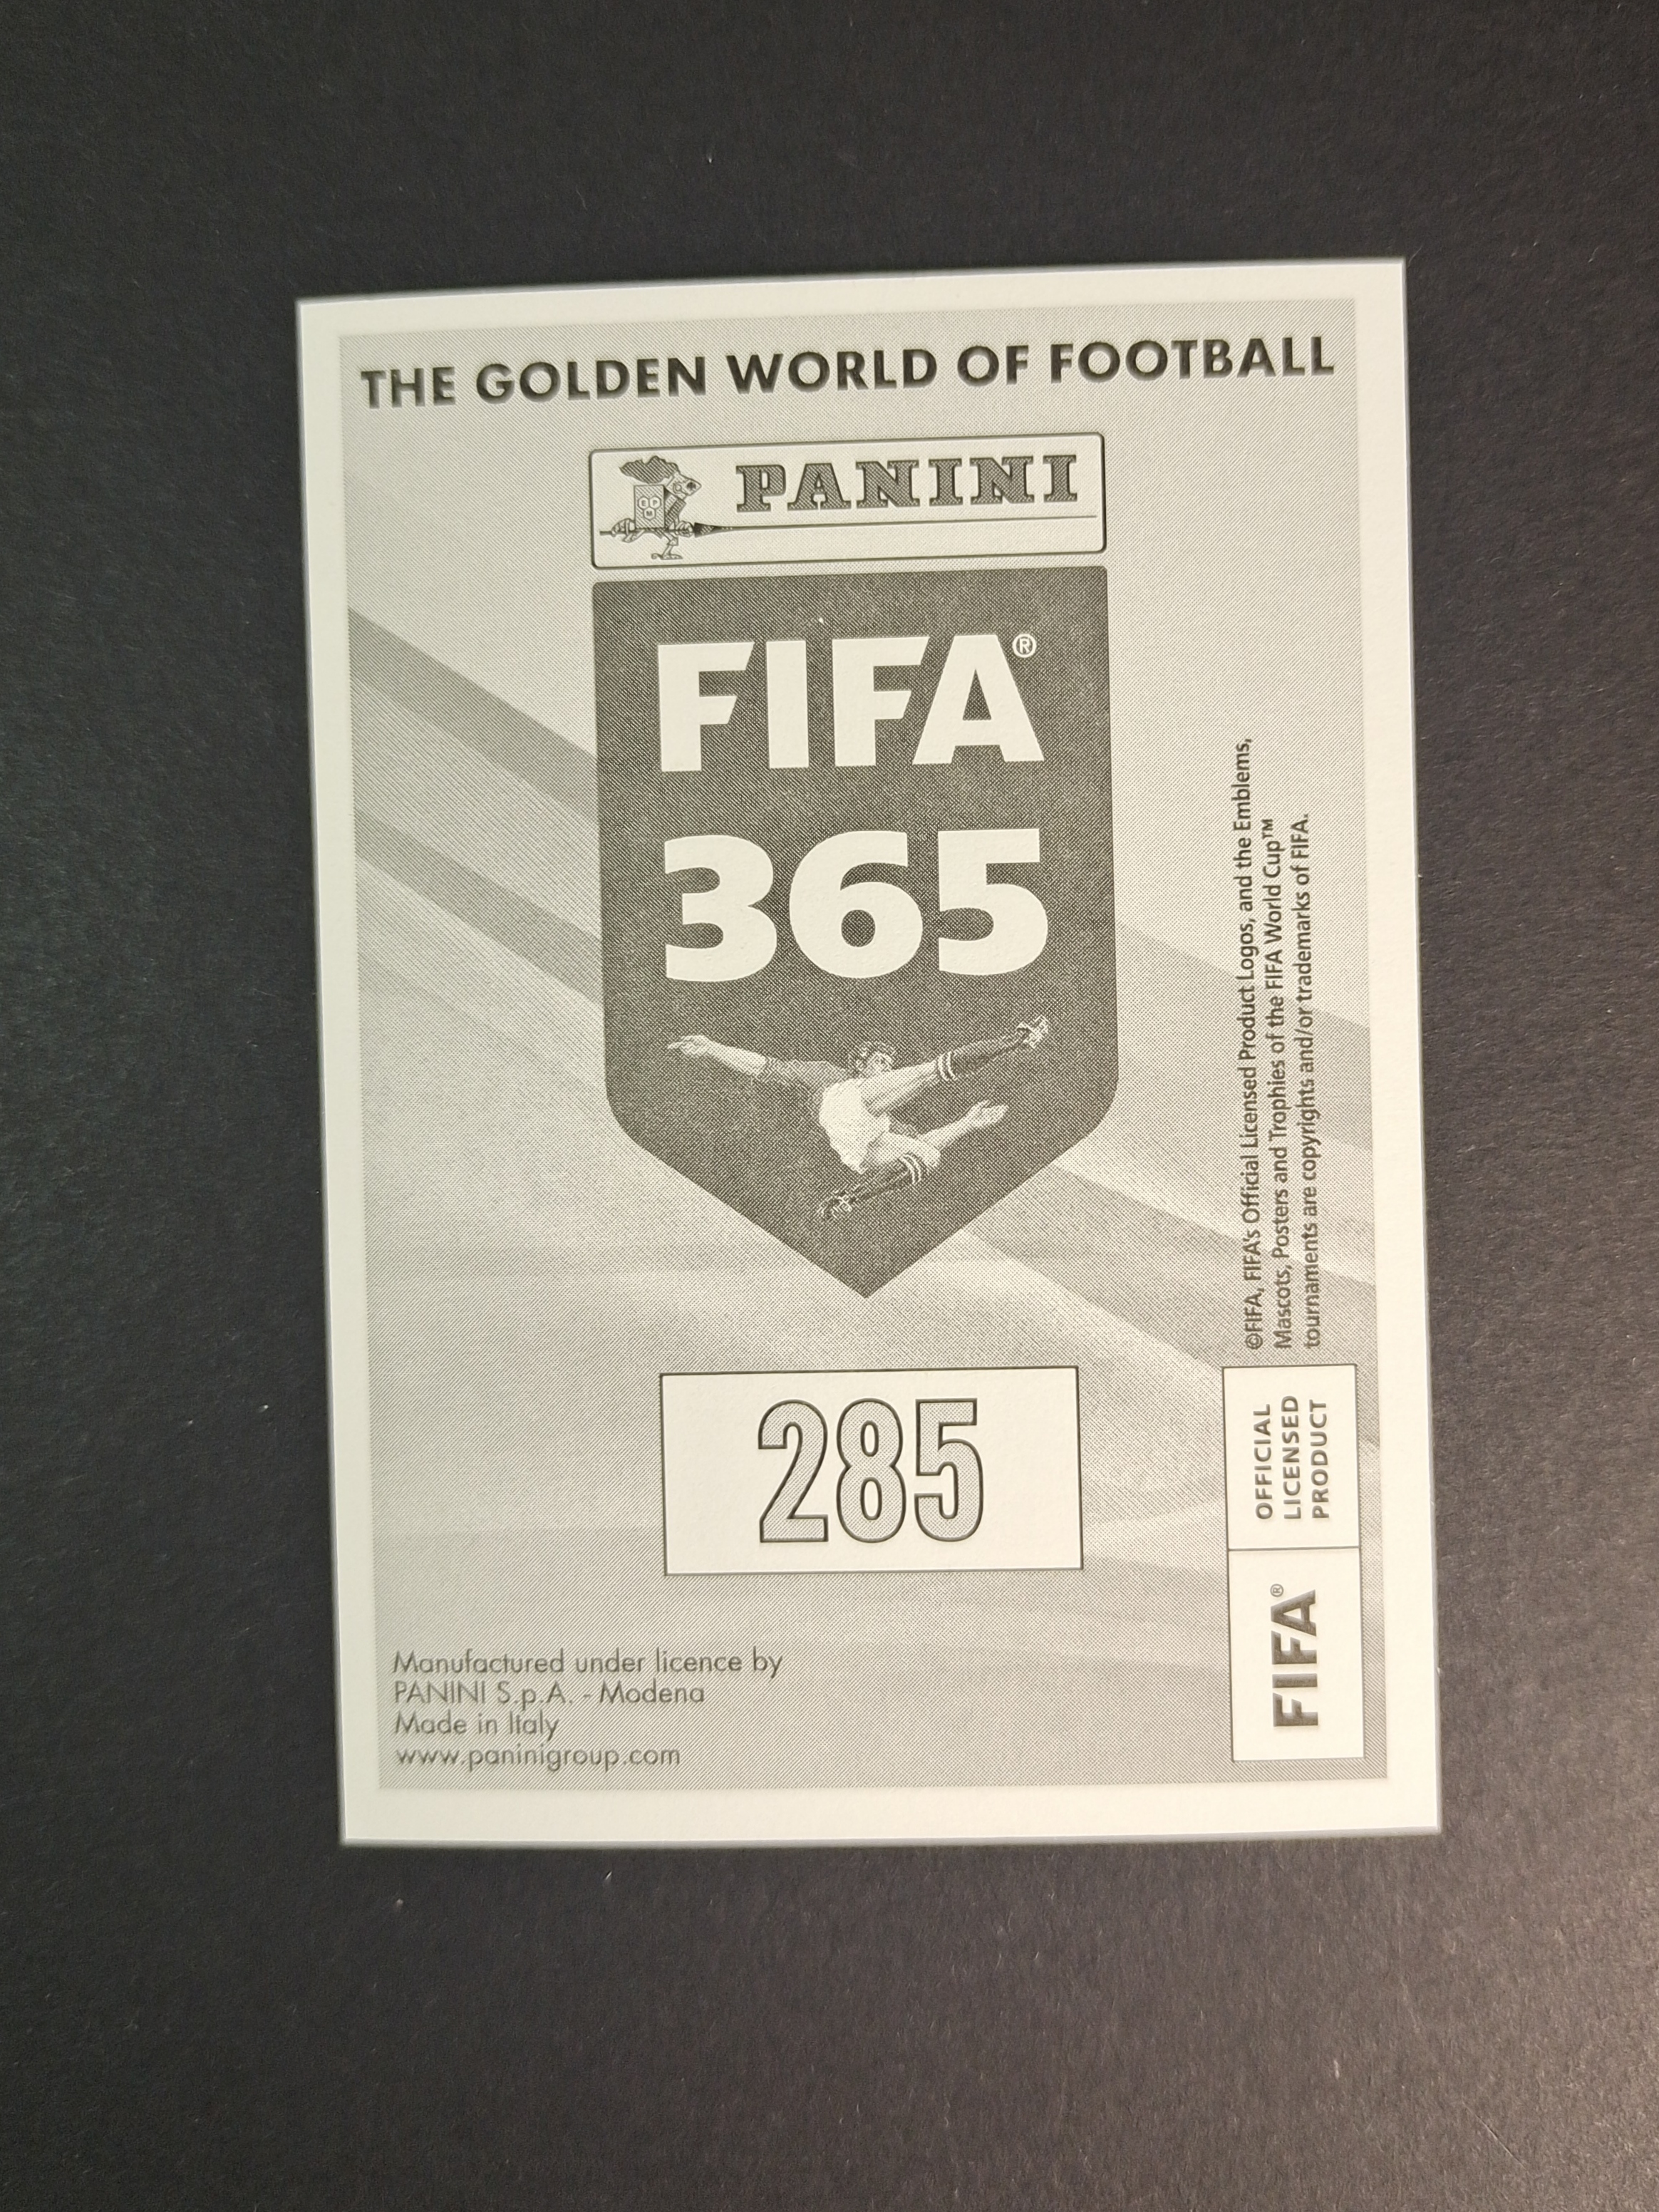 THE GOLDEN WORLD OF FOOTBALL
PANINI
FIFA®
365
©FIFA, FIFA's Official Licensed Product Logos, and the Emblems,
Mascots, Posters and Trophies of the FIFA World Cup™
tournaments are copyrights and/or trademarks of FIFA.
285
OFFICIAL
LICENSED
PRODUCT
FIFA®
Manufactured under licence by
PANINI S.p.A. - Modena
Made in Italy
www.paninigroup.com